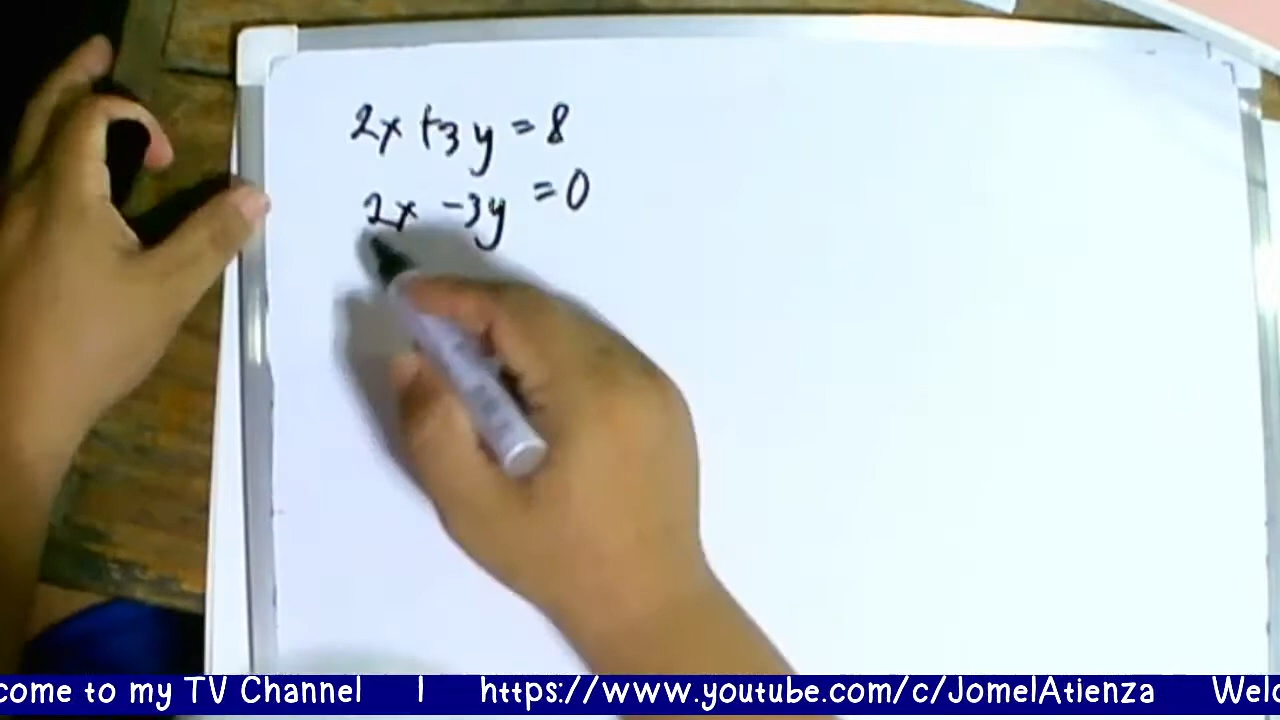 2x +3y = 8
2x -3y = 0
come to my TV Channel | https://www.youtube.com/c/JomelAtienza Welc